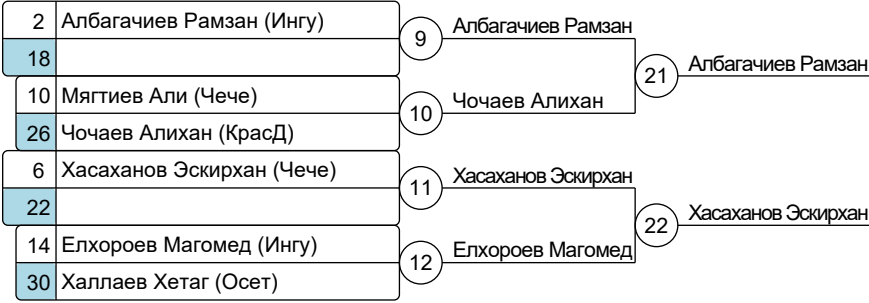 2 Албагачиев Рамзан (Ингу)
18
9
Албагачиев Рамзан
10 Мягтиев Али (Чече)
26 Чочаев Алихан (КрасД)
10
Чочаев Алихан
21
Албагачиев Рамзан
6 Хасаханов Эскирхан (Чече)
22
11
Хасаханов Эскирхан
14 Елхороев Магомед (Ингу)
30 Халлаев Хетаг (Осет)
12
Елхороев Магомед
22
Хасаханов Эскирхан